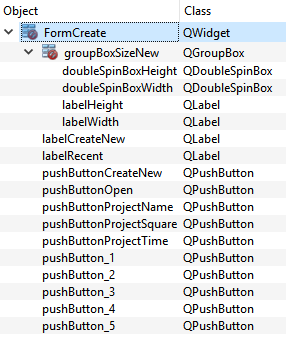 Object Class
FormCreate QWidget
groupBoxSizeNew QGroupBox
doubleSpinBoxHeight QDoubleSpinBox
doubleSpinBoxWidth QDoubleSpinBox
labelHeight QLabel
labelWidth QLabel
labelCreateNew QLabel
labelRecent QLabel
pushButtonCreateNew QPushButton
pushButtonOpen QPushButton
pushButtonProjectName QPushButton
pushButtonProjectSquare QPushButton
pushButtonProjectTime QPushButton
pushButton_1 QPushButton
pushButton_2 QPushButton
pushButton_3 QPushButton
pushButton_4 QPushButton
pushButton_5 QPushButton